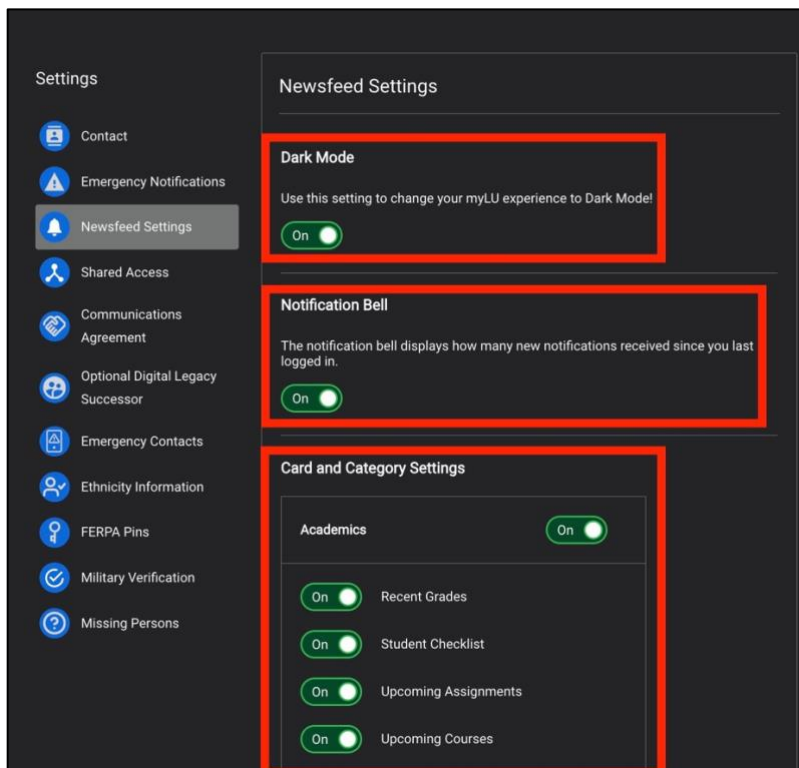 Settings
Contact
Emergency Notifications
Newsfeed Settings
Shared Access
Communications
Agreement
Optional Digital Legacy
Successor
Emergency Contacts
Ethnicity Information
FERPA Pins
Military Verification
Missing Persons
Newsfeed Settings
Dark Mode
Use this setting to change your myLU experience to Dark Mode!
On
Notification Bell
The notification bell displays how many new notifications received since you last
logged in.
On
Card and Category Settings
Academics On
On Recent Grades
On Student Checklist
On Upcoming Assignments
On Upcoming Courses